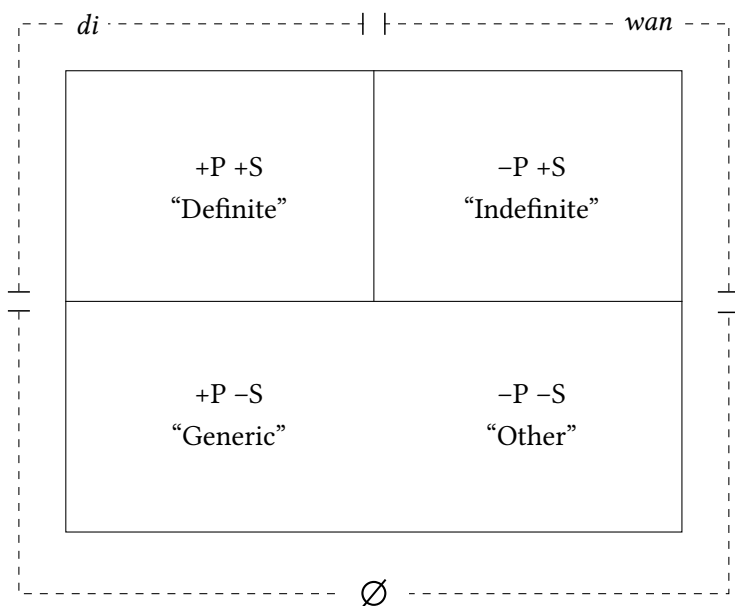 di wan
+P +S –P +S
“Definite” “Indefinite”
+P –S –P –S
“Generic” “Other”
∅